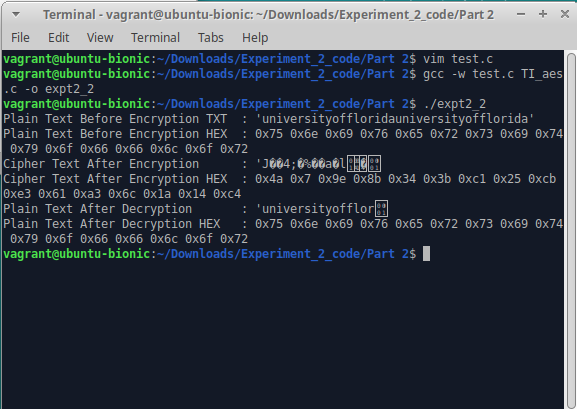 Terminal - vagrant@ubuntu-bionic: ~/Downloads/Experiment_2_code/Part 2
File Edit View Terminal Tabs Help
vagrant@ubuntu-bionic:~/Downloads/Experiment_2_code/Part 2$ vim test.c
vagrant@ubuntu-bionic:~/Downloads/Experiment_2_code/Part 2$ gcc -w test.c TI_aes
.c -o expt2_2
vagrant@ubuntu-bionic:~/Downloads/Experiment_2_code/Part 2$ ./expt2_2
Plain Text Before Encryption TXT : 'universityoffloridauniversityofflorida'
Plain Text Before Encryption HEX : 0x75 0x6e 0x69 0x76 0x65 0x72 0x73 0x69 0x74
0x79 0x6f 0x66 0x66 0x6c 0x6f 0x72
Cipher Text After Encryption : 'J��4;�%��a�l�
Cipher Text After Encryption HEX : 0x4a 0x7 0x9e 0x8b 0x34 0x3b 0xc1 0x25 0xcb
0xe3 0x61 0xa3 0x6c 0x1a 0x14 0xc4
Plain Text After Decryption : 'universityofflor
Plain Text After Decryption HEX : 0x75 0x6e 0x69 0x76 0x65 0x72 0x73 0x69 0x74
0x79 0x6f 0x66 0x66 0x6c 0x6f 0x72
vagrant@ubuntu-bionic:~/Downloads/Experiment_2_code/Part 2$